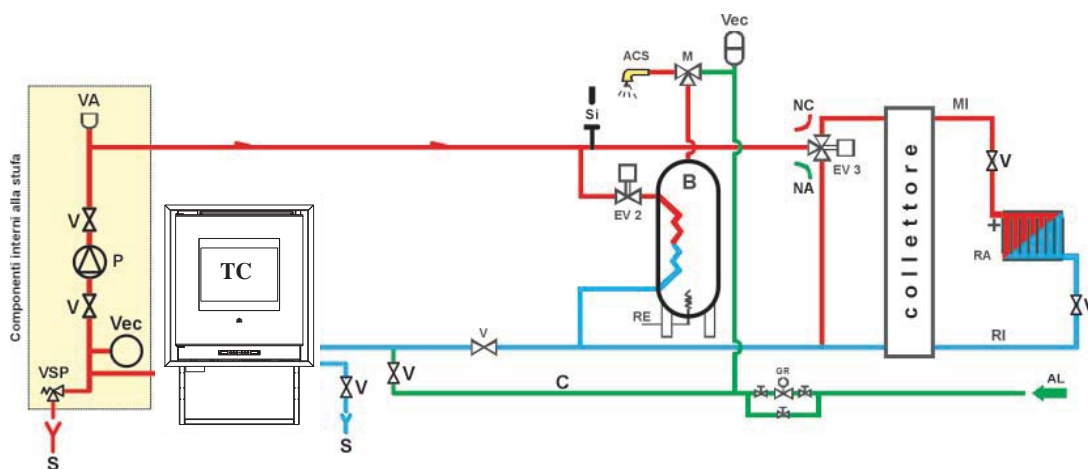 Componenti interni alla stufa
VA
V
P
V
Vec
VSP
S
TC
V
S
V
C
V
ACS
M
Vec
Si
EV 2
B
RE
NC
NA
EV 3
GR
AL
collettore
MI
V
+
RA
V
RI